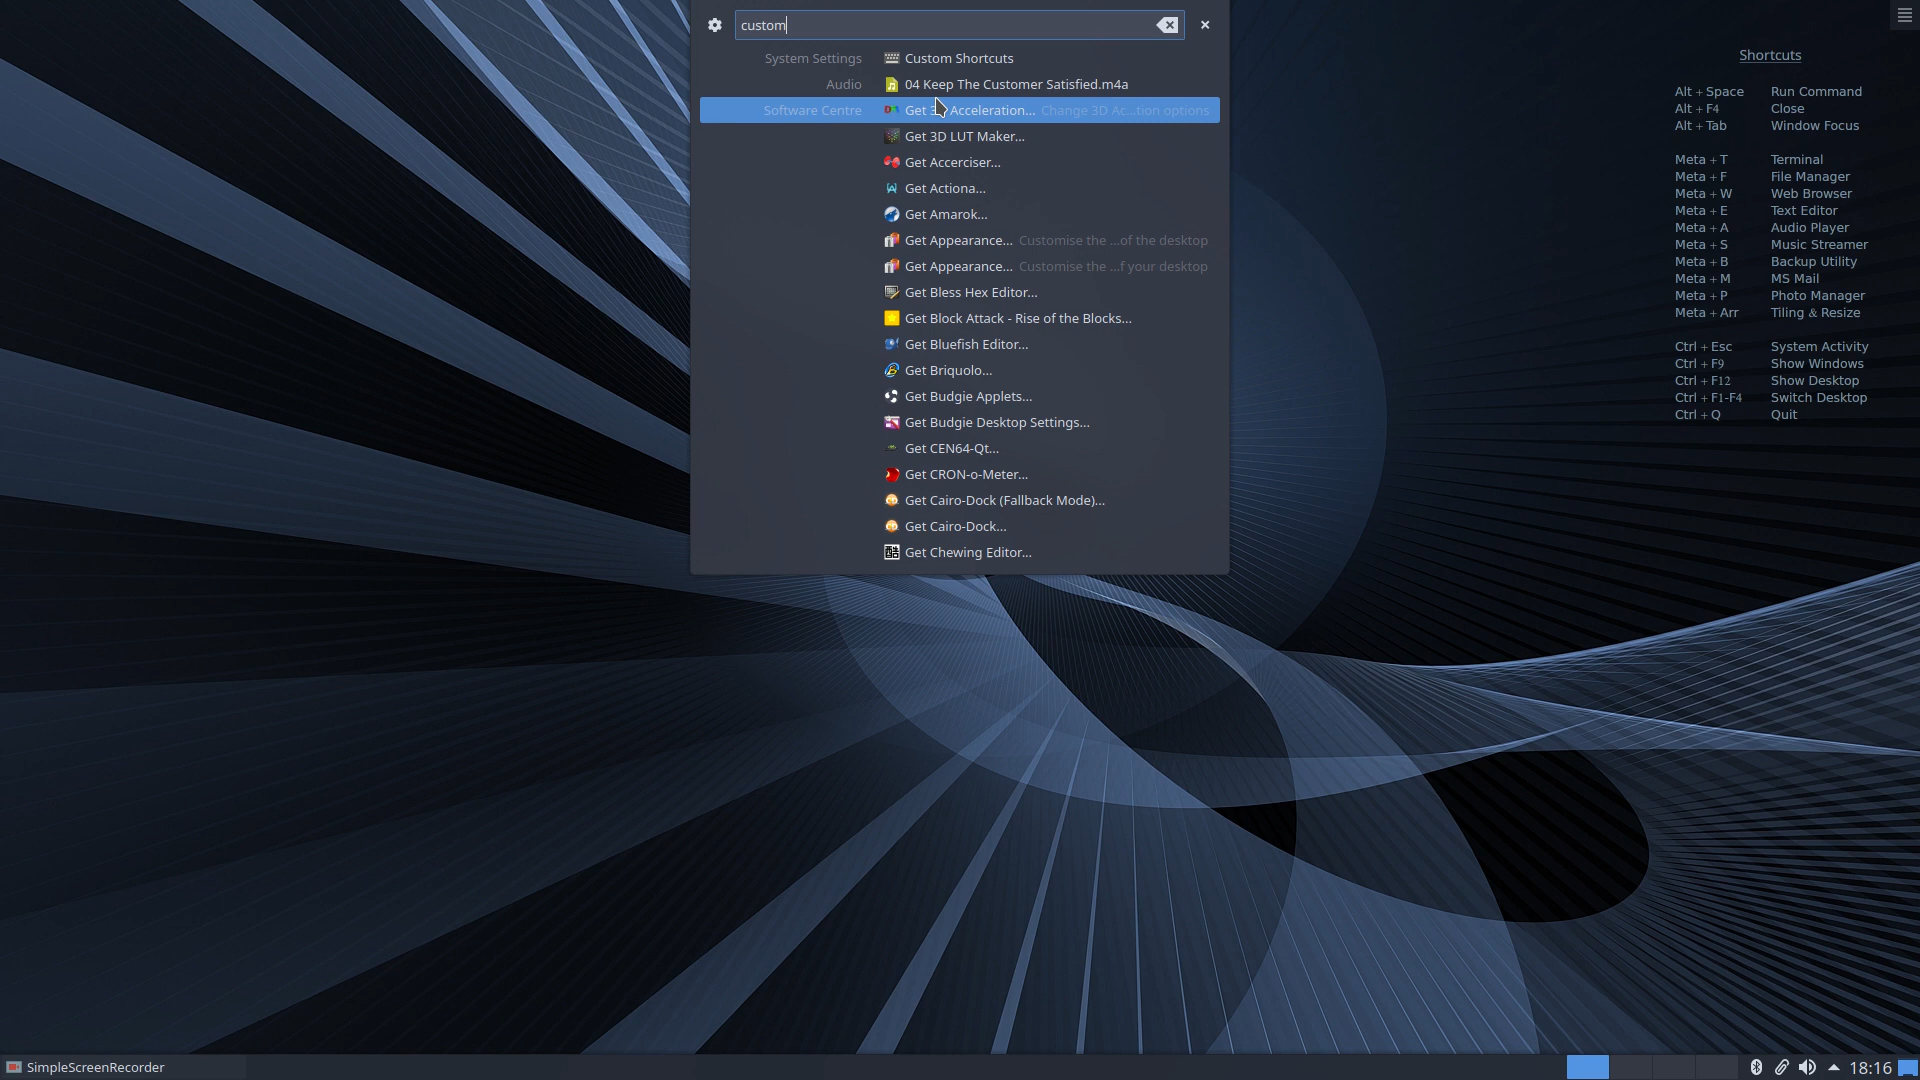 custom
System Settings Custom Shortcuts
Audio 04 Keep The Customer Satisfied.m4a
Software Centre Get Acceleration... Change 3D Ac...tion options
Get 3D LUT Maker...
Get Accerciser...
Get Actiona...
Get Amarok...
Get Appearance... Customise the ...of the desktop
Get Appearance... Customise the ...f your desktop
Get Bless Hex Editor...
Get Block Attack - Rise of the Blocks...
Get Bluefish Editor...
Get Briquolo...
Get Budgie Applets...
Get Budgie Desktop Settings...
Get CEN64-Qt...
Get CRON-o-Meter...
Get Cairo-Dock (Fallback Mode)...
Get Cairo-Dock...
Get Chewing Editor...
Shortcuts
Alt + Space Run Command
Alt + F4 Close
Alt + Tab Window Focus
Meta + T Terminal
Meta + F File Manager
Meta + W Web Browser
Meta + E Text Editor
Meta + A Audio Player
Meta + S Music Streamer
Meta + B Backup Utility
Meta + M MS Mail
Meta + P Photo Manager
Meta + Arr Tiling & Resize
Ctrl + Esc System Activity
Ctrl + F9 Show Windows
Ctrl + F12 Show Desktop
Ctrl + F1-F4 Switch Desktop
Ctrl + Q Quit
SimpleScreenRecorder
18:16